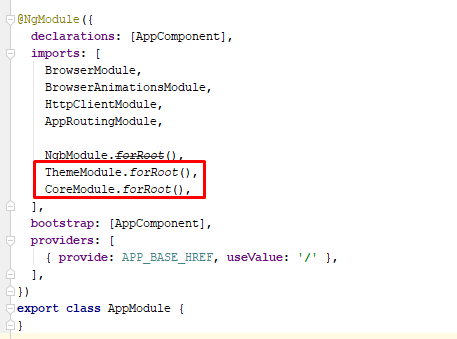 @NgModule({
declarations: [AppComponent],
imports: [
BrowserModule,
BrowserAnimationsModule,
HttpClientModule,
AppRoutingModule,
NgbModule.forRoot(),
ThemeModule.forRoot(),
CoreModule.forRoot(),
],
bootstrap: [AppComponent],
providers: [
{ provide: APP_BASE_HREF, useValue: '/' },
],
})
export class AppModule {
}